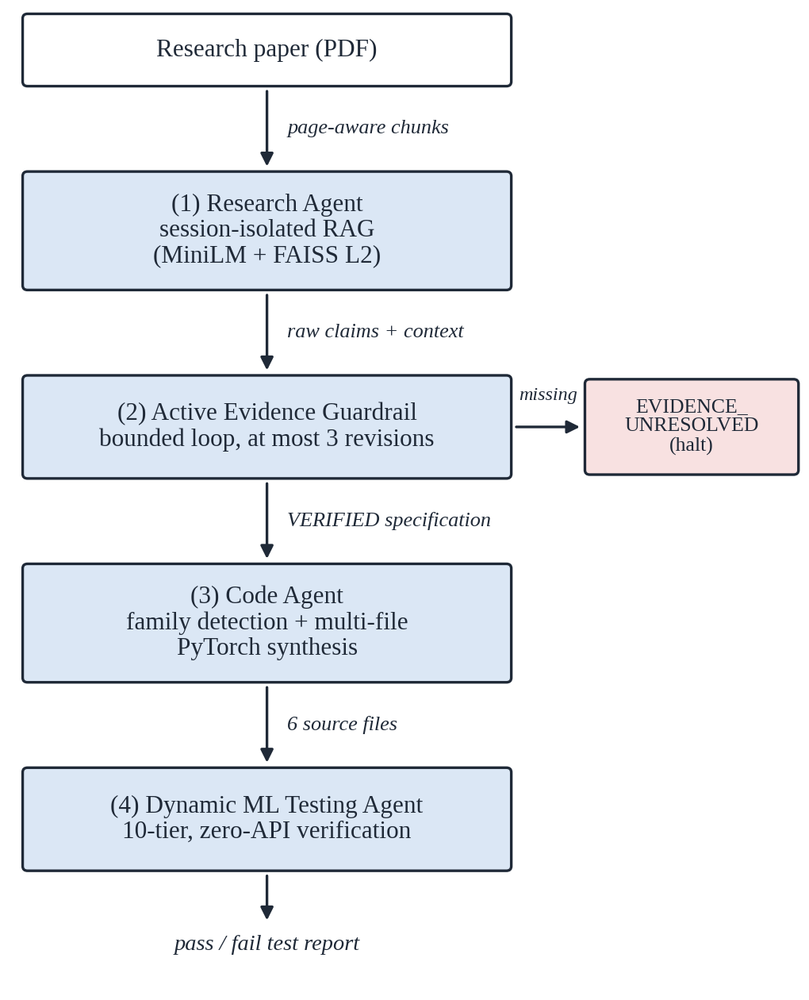 Research paper (PDF)
page-aware chunks
(1) Research Agent
session-isolated RAG
(MiniLM + FAISS L2)
raw claims + context
(2) Active Evidence Guardrail
bounded loop, at most 3 revisions
missing
EVIDENCE_
UNRESOLVED
(halt)
VERIFIED specification
(3) Code Agent
family detection + multi-file
PyTorch synthesis
6 source files
(4) Dynamic ML Testing Agent
10-tier, zero-API verification
pass / fail test report